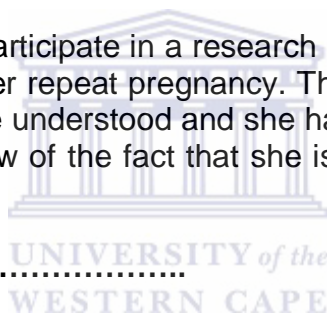 articipate in a research
er repeat pregnancy. Th
e understood and she ha
w of the fact that she is
………………..
UNIVERSITY of the
WESTERN CAPE